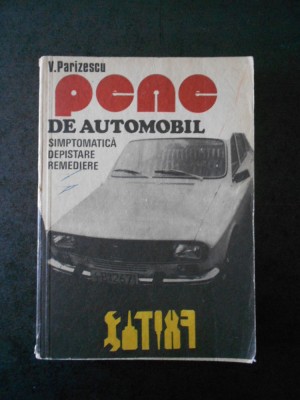 V. Parizescu
pene
DE AUTOMOBIL
SIMPTOMATICĂ
DEPISTARE
REMEDIERE